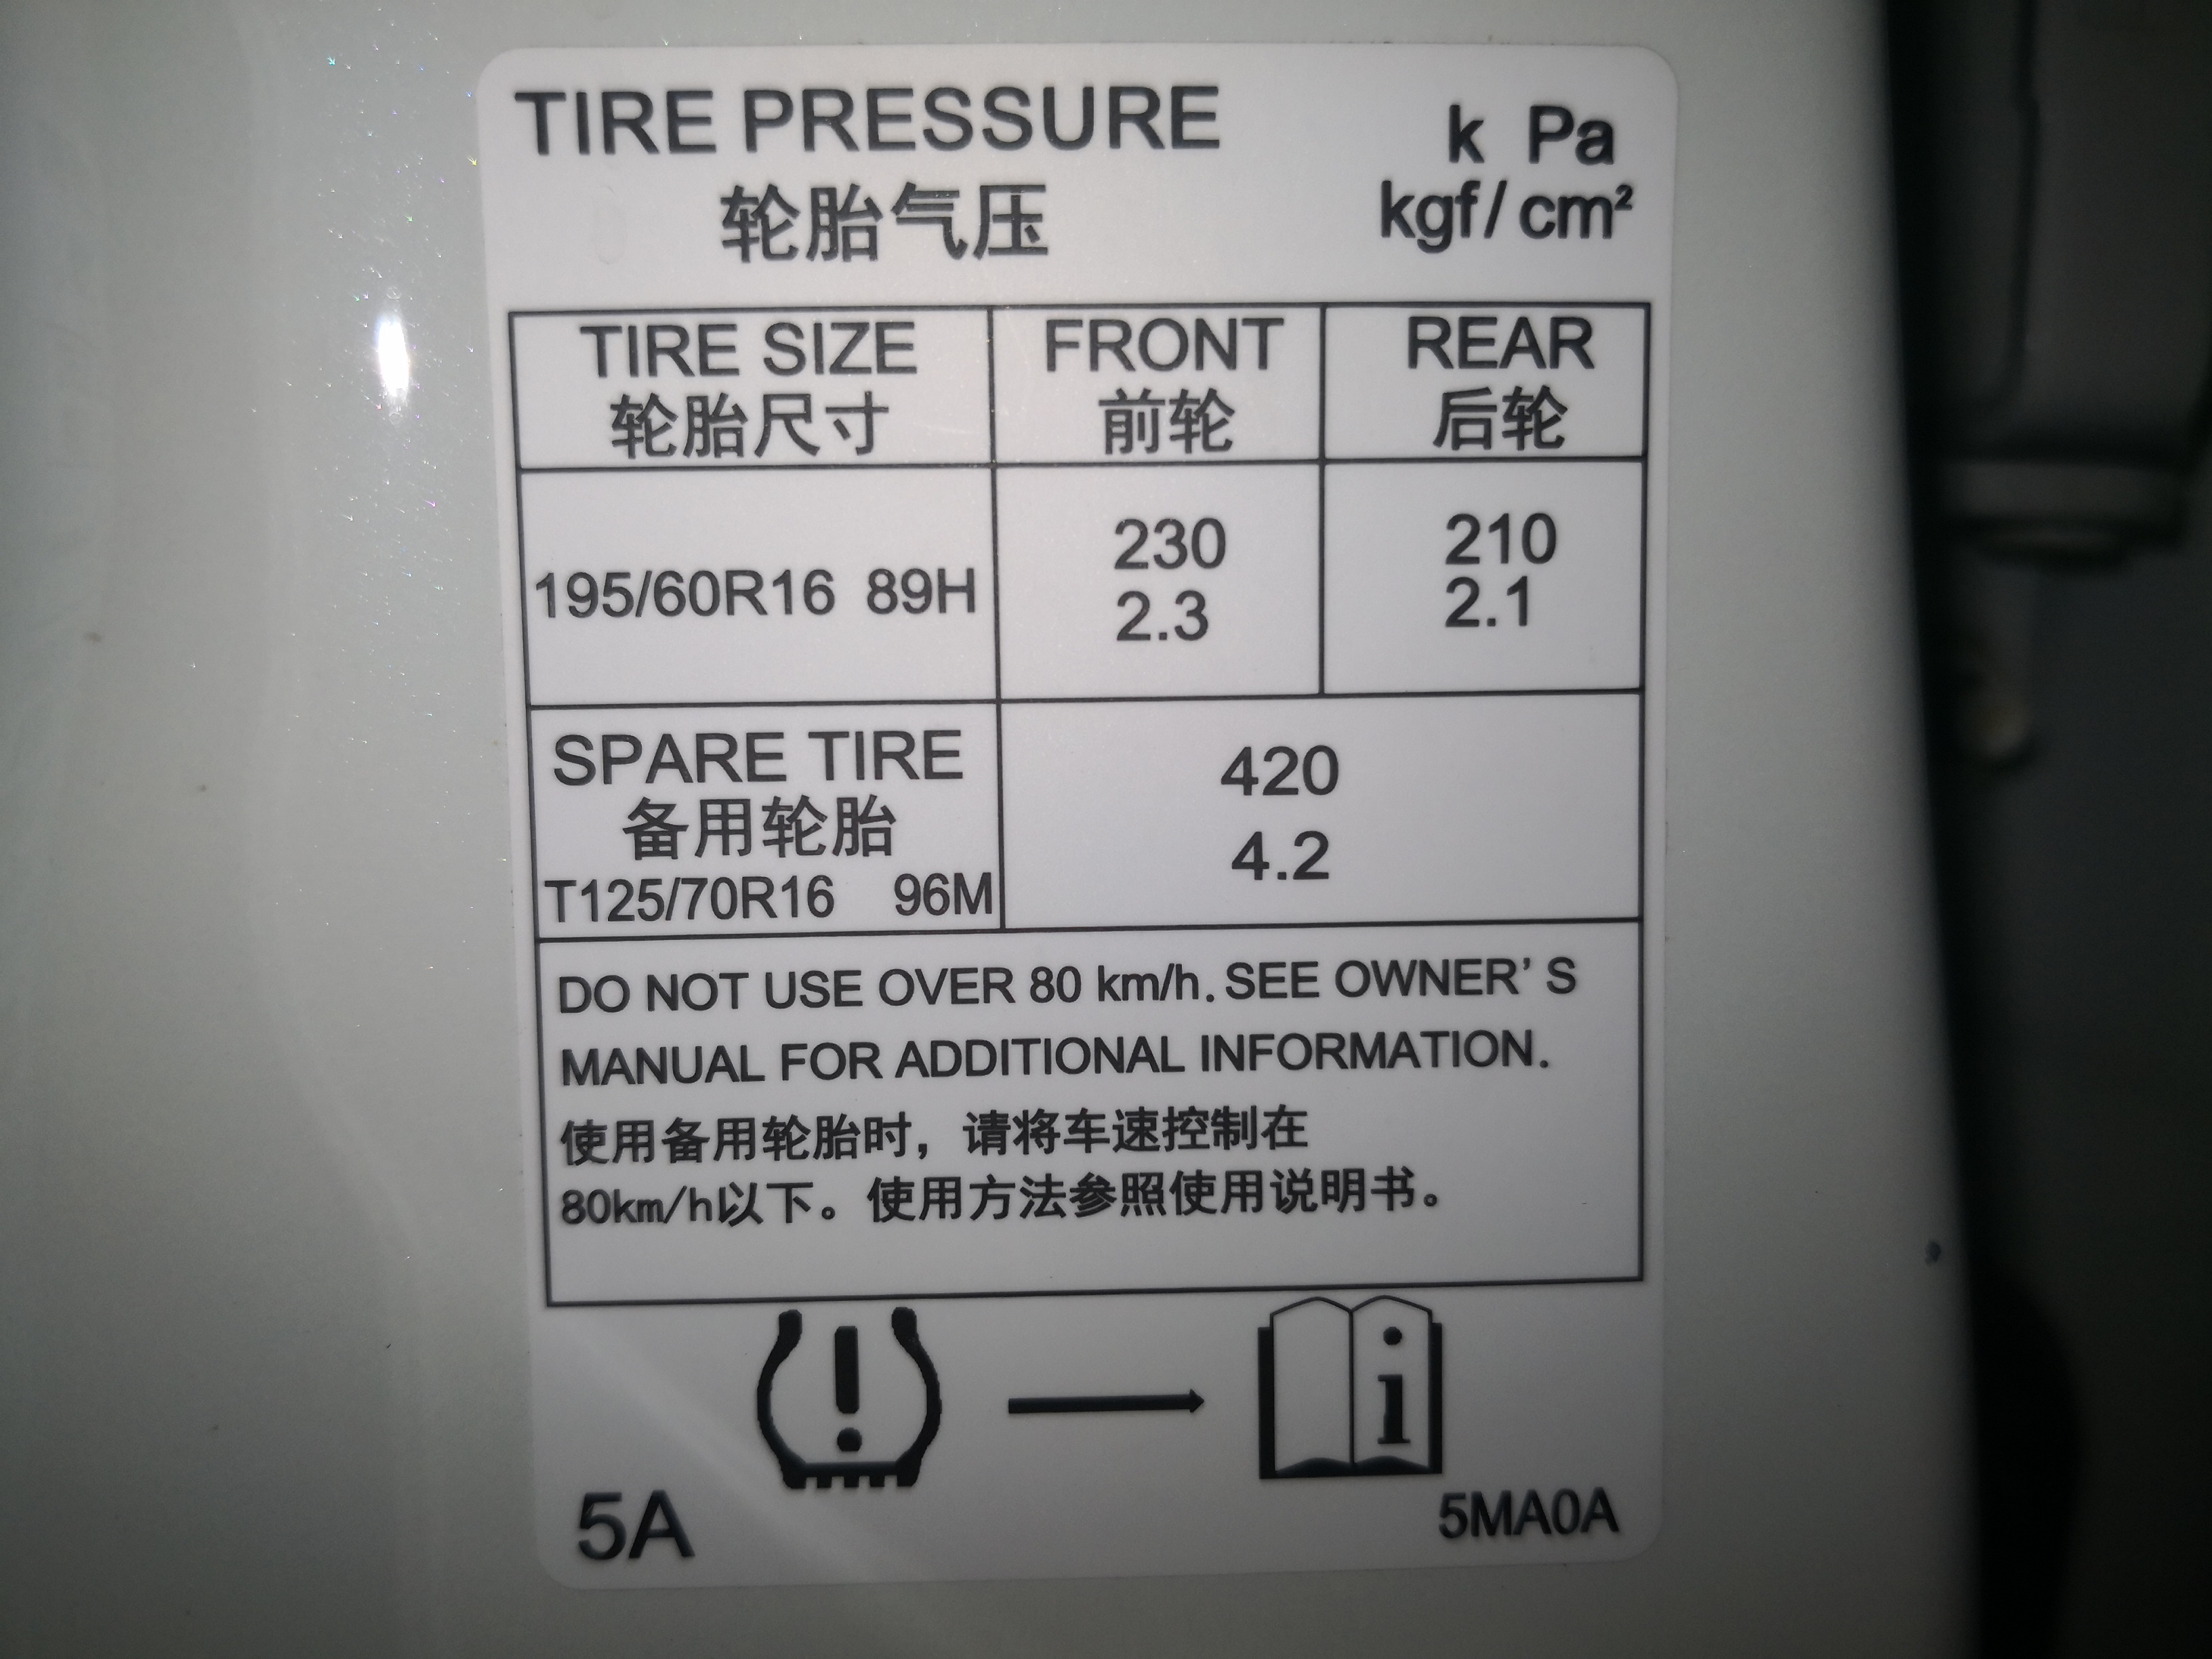 TIRE PRESSURE
轮胎气压
k Pa
kgf/cm²
TIRE SIZE
轮胎尺寸
FRONT
前轮
REAR
后轮
195/60R16 89H
230
2.3
210
2.1
SPARE TIRE
备用轮胎
T125/70R16 96M
420
4.2
DO NOT USE OVER 80 km/h. SEE OWNER'S
MANUAL FOR ADDITIONAL INFORMATION.
使用备用轮胎时，请将车速控制在
80km/h以下。使用方法参照使用说明书。
5A
5MA0A